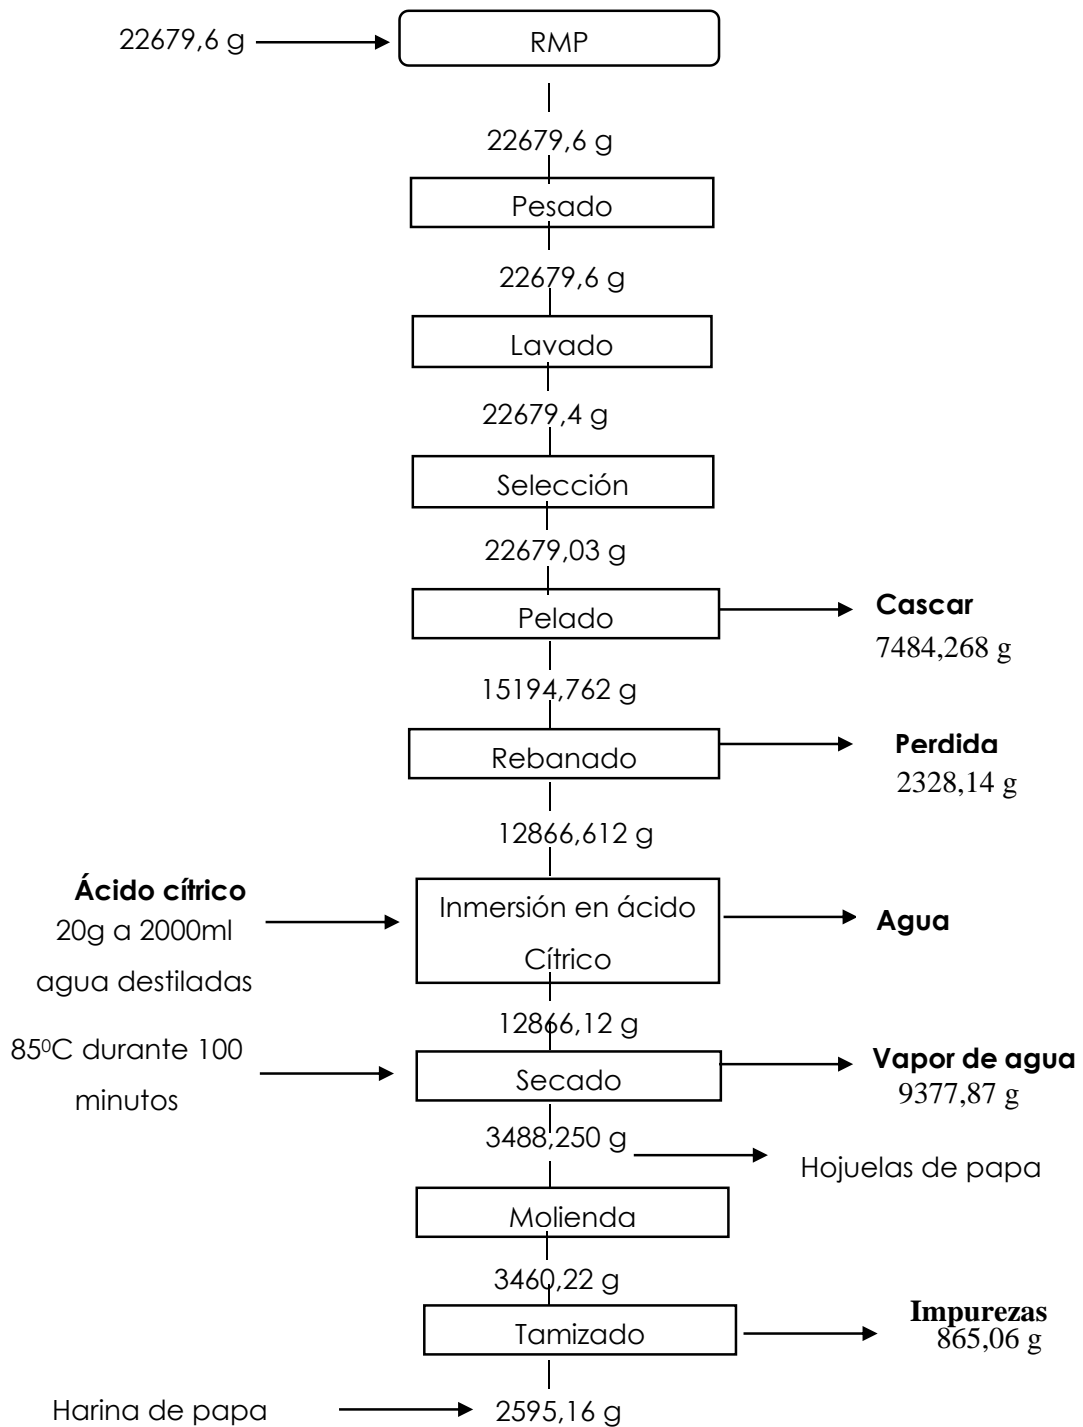 22679,6 g
RMP
22679,6 g
Pesado
22679,6 g
Lavado
22679,4 g
Selección
22679,03 g
Pelado
Cascar
7484,268 g
15194,762 g
Rebanado
Perdida
2328,14 g
12866,612 g
Ácido cítrico
20g a 2000ml
agua destiladas
Inmersión en ácido
Cítrico
Agua
12866,12 g
85⁰C durante 100
minutos
Secado
Vapor de agua
9377,87 g
3488,250 g
Hojuelas de papa
Molienda
3460,22 g
Tamizado
Impurezas
865,06 g
Harina de papa
2595,16 g